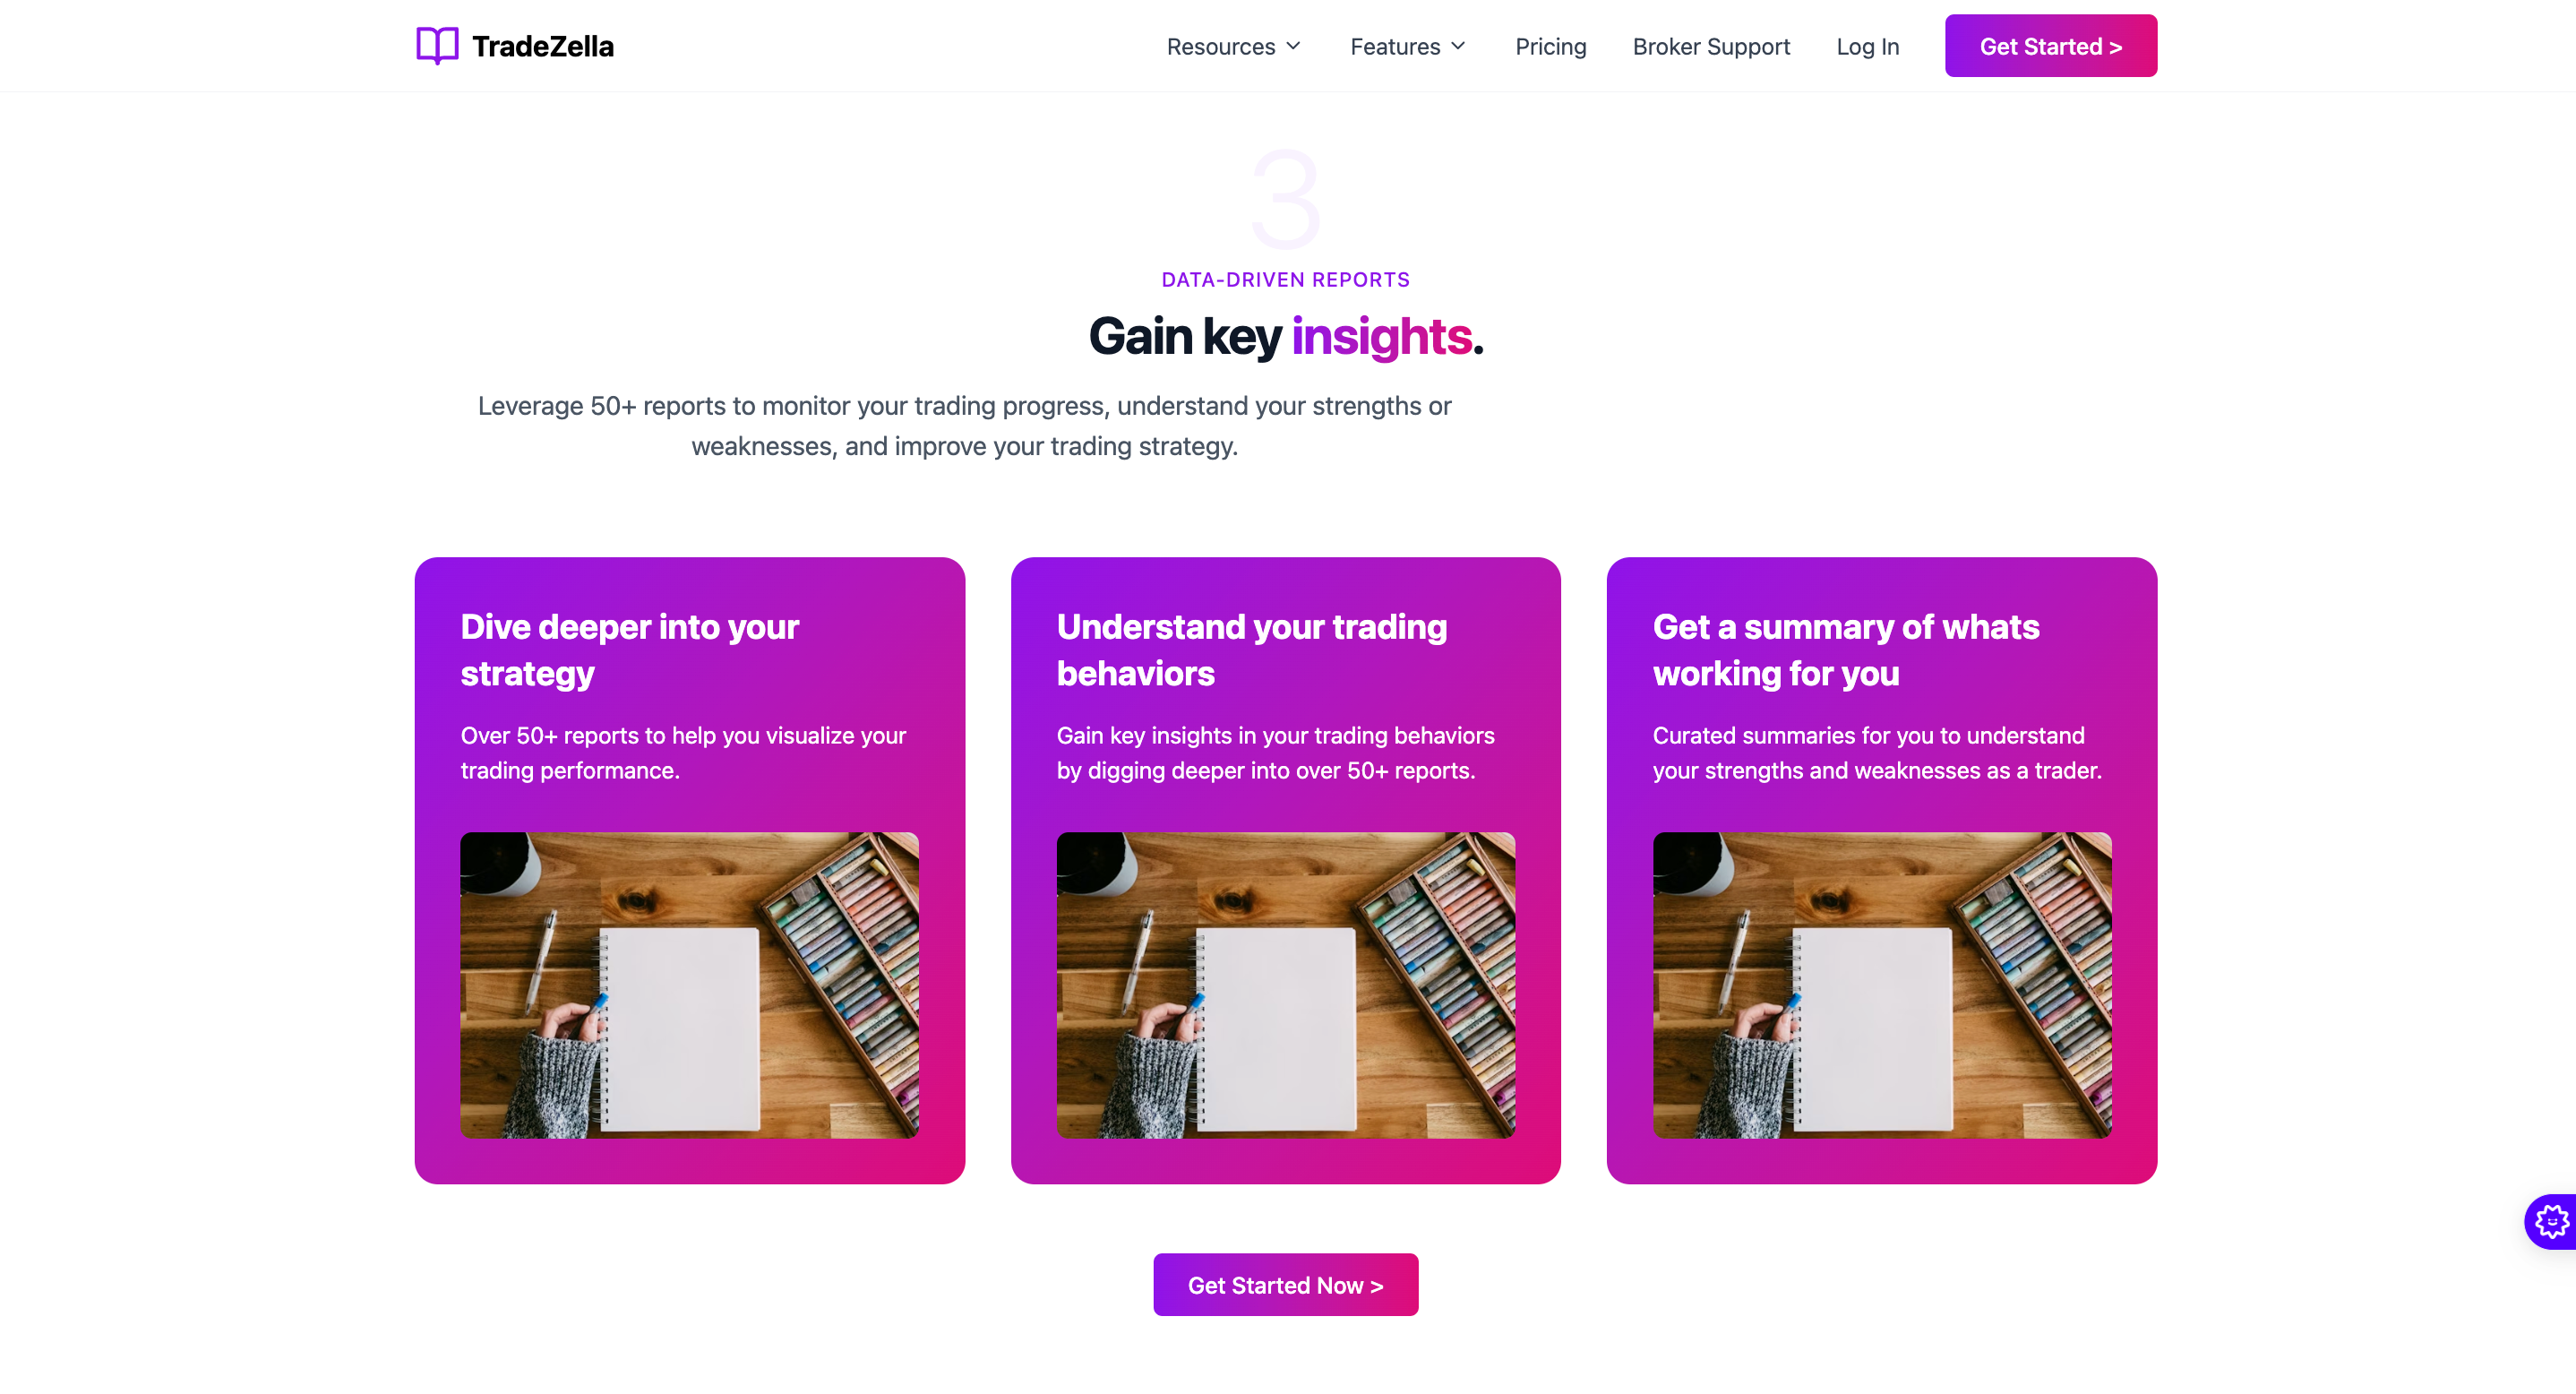 TradeZella
Resources
Features
Pricing
Broker Support
Log In
Get Started >
3
DATA-DRIVEN REPORTS
Gain key insights.
Leverage 50+ reports to monitor your trading progress, understand your strengths or
weaknesses, and improve your trading strategy.
Dive deeper into your
strategy
Over 50+ reports to help you visualize your
trading performance.
Understand your trading
behaviors
Gain key insights in your trading behaviors
by digging deeper into over 50+ reports.
Get a summary of whats
working for you
Curated summaries for you to understand
your strengths and weaknesses as a trader.
Get Started Now >